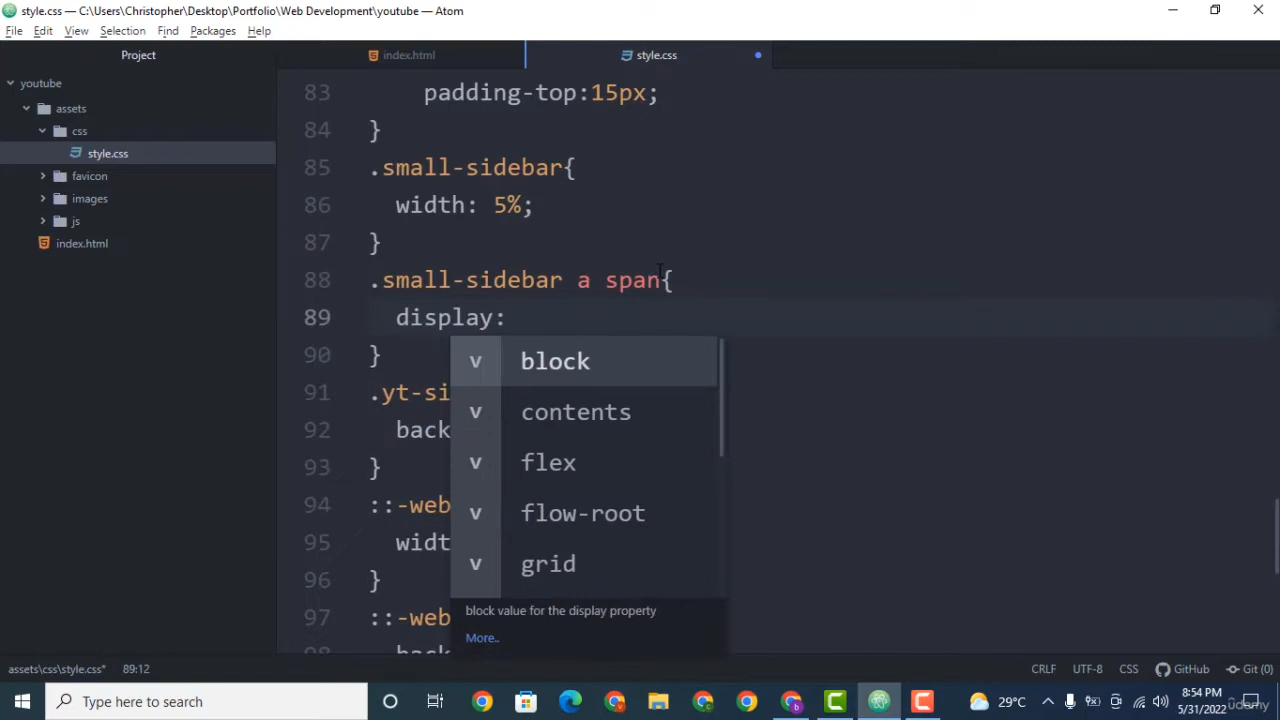 style.css — C:\Users\Christopher\Desktop\Portfolio\Web Development\youtube — Atom
File Edit View Selection Find Packages Help
Project
index.html
style.css
youtube
assets
css
style.css
favicon
images
js
index.html
83 padding-top:15px;
84 }
85 .small-sidebar{
86 width: 5%;
87 }
88 .small-sidebar a span{
89 display:
90 }
91 .yt-si
92 back
93 }
94 ::-web
95 widt
96 }
97 ::-web
98 back
v block
v contents
v flex
v flow-root
v grid
block value for the display property
More..
assets\css\style.css* 89:12 CRLF UTF-8 CSS GitHub Git (0)
Type here to search
29°C
8:54 PM
5/31/2022
ûdemy